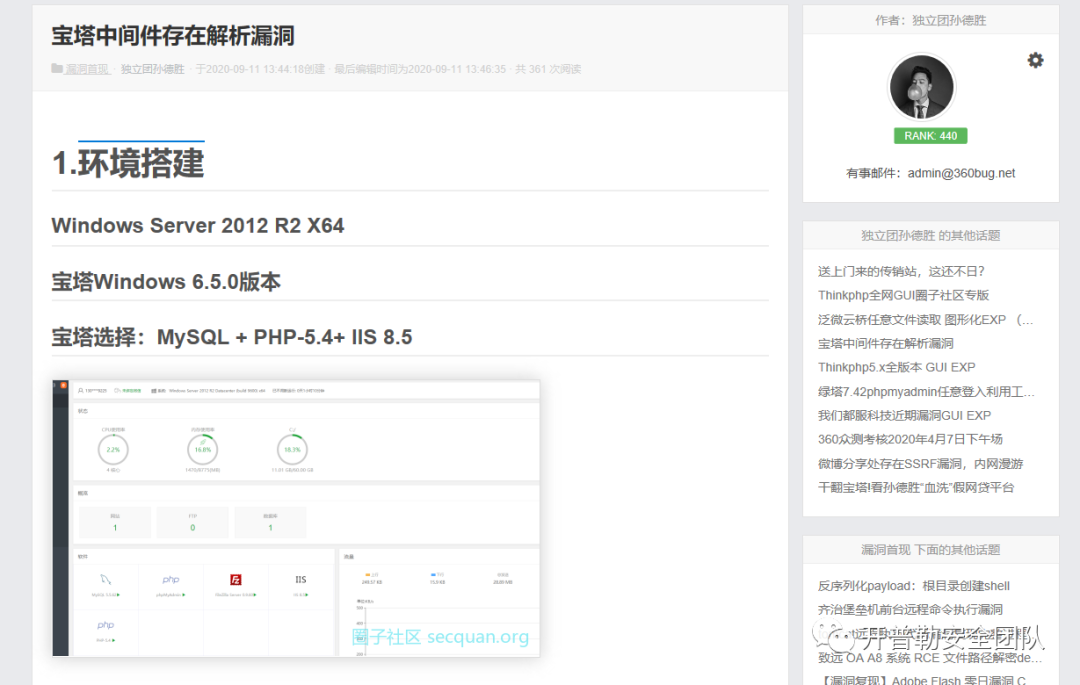 宝塔中间件存在解析漏洞
漏洞首现 · 独立团孙德胜 · 于2020-09-11 13:44:18创建 · 最后编辑时间为2020-09-11 13:46:35 · 共 361 次阅读
1.环境搭建
Windows Server 2012 R2 X64
宝塔Windows 6.5.0版本
宝塔选择：MySQL + PHP-5.4+ IIS 8.5
状态
2.2%
16.8%
18.3%
4 核心
概览
网站
FTP
数据库
1
0
1
软件
流量
php
IIS
php
圈子社区 secquan.org
作者：独立团孙德胜
RANK: 440
有事邮件：admin@360bug.net
独立团孙德胜 的其他话题
送上门来的传销站，这还不日?
Thinkphp全网GUI圈子社区专版
泛微云桥任意文件读取 图形化EXP （...
宝塔中间件存在解析漏洞
Thinkphp5.x全版本 GUI EXP
绿塔7.42phpmyadmin任意登入利用工...
我们都服科技近期漏洞GUI EXP
360众测考核2020年4月7日下午场
微博分享处存在SSRF漏洞，内网漫游
干翻宝塔!看孙德胜“血洗”假网贷平台
漏洞首现 下面的其他话题
反序列化payload：根目录创建shell
齐治堡垒机前台远程命令执行漏洞
开普勒安全团队
致远 OA A8 系统 RCE 文件路径解密de...
【漏洞复现】Adobe Flash 零日漏洞 C